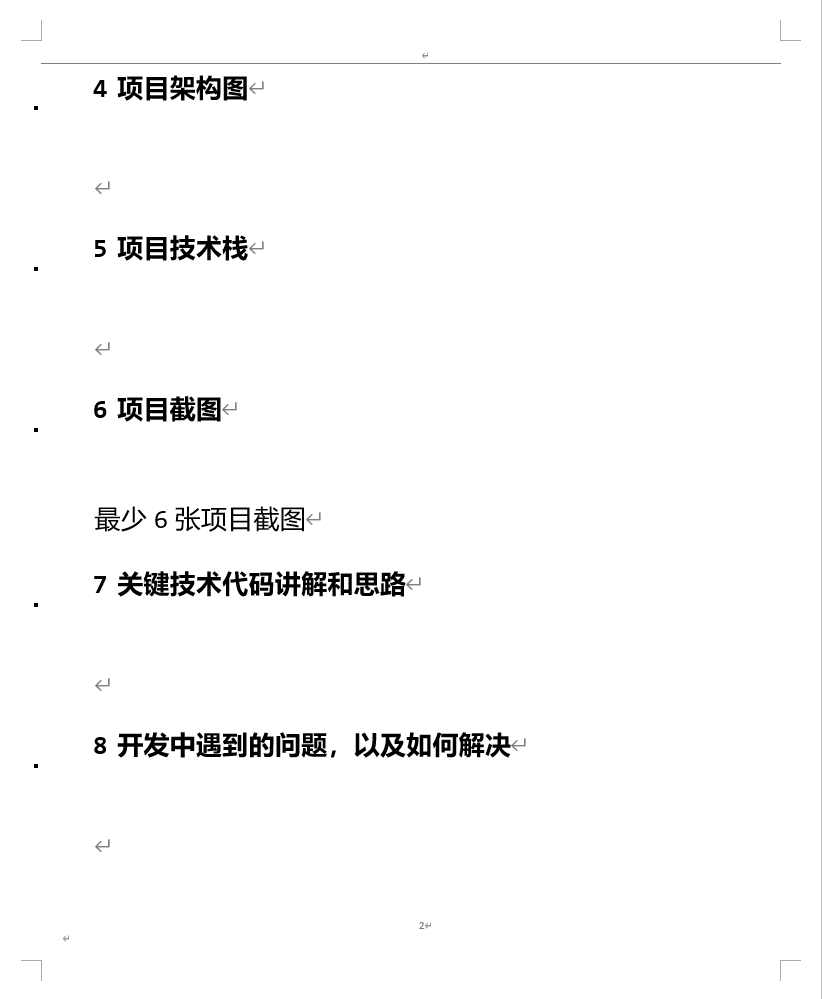 4 项目架构图
5 项目技术栈
6 项目截图
最少 6 张项目截图
7 关键技术代码讲解和思路
8 开发中遇到的问题，以及如何解决
2